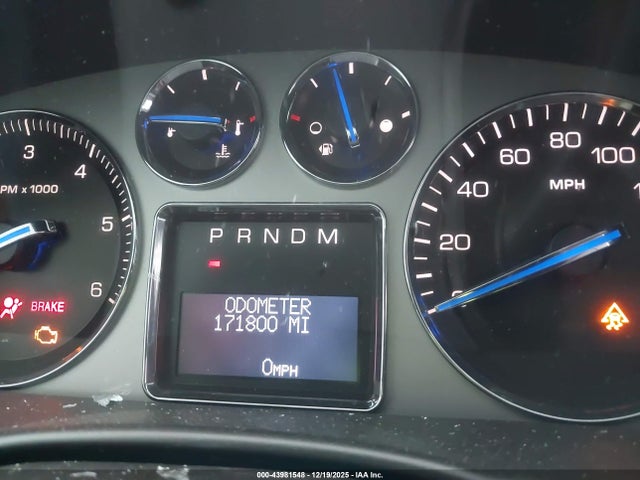 3
4
5
6
PM x 1000
BRAKE
P R N D M
ODOMETER
171800 MI
0MPH
20
40
60
80
100
MPH
000-43981548 - 12/19/2025 - IAA Inc.